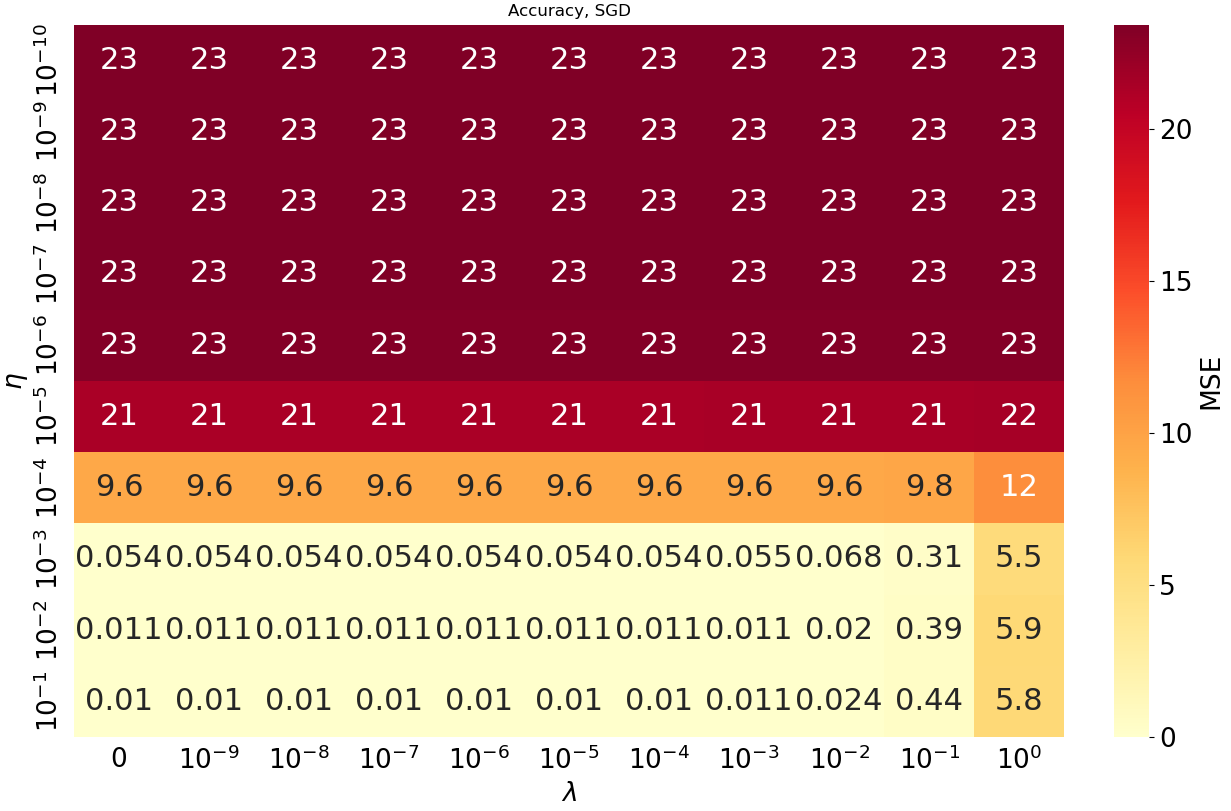 Accuracy, SGD
10⁻¹⁰ 23 23 23 23 23 23 23 23 23 23 23
10⁻⁹ 23 23 23 23 23 23 23 23 23 23 23
10⁻⁸ 23 23 23 23 23 23 23 23 23 23 23
10⁻⁷ 23 23 23 23 23 23 23 23 23 23 23
10⁻⁶ 23 23 23 23 23 23 23 23 23 23 23
10⁻⁵ 21 21 21 21 21 21 21 21 21 21 22
10⁻⁴ 9.6 9.6 9.6 9.6 9.6 9.6 9.6 9.6 9.6 9.8 12
10⁻³ 0.054 0.054 0.054 0.054 0.054 0.054 0.054 0.055 0.068 0.31 5.5
10⁻² 0.011 0.011 0.011 0.011 0.011 0.011 0.011 0.011 0.02 0.39 5.9
10⁻¹ 0.01 0.01 0.01 0.01 0.01 0.01 0.01 0.011 0.024 0.44 5.8
η
0 10⁻⁹ 10⁻⁸ 10⁻⁷ 10⁻⁶ 10⁻⁵ 10⁻⁴ 10⁻³ 10⁻² 10⁻¹ 10⁰
λ
20
15
10
5
0
MSE